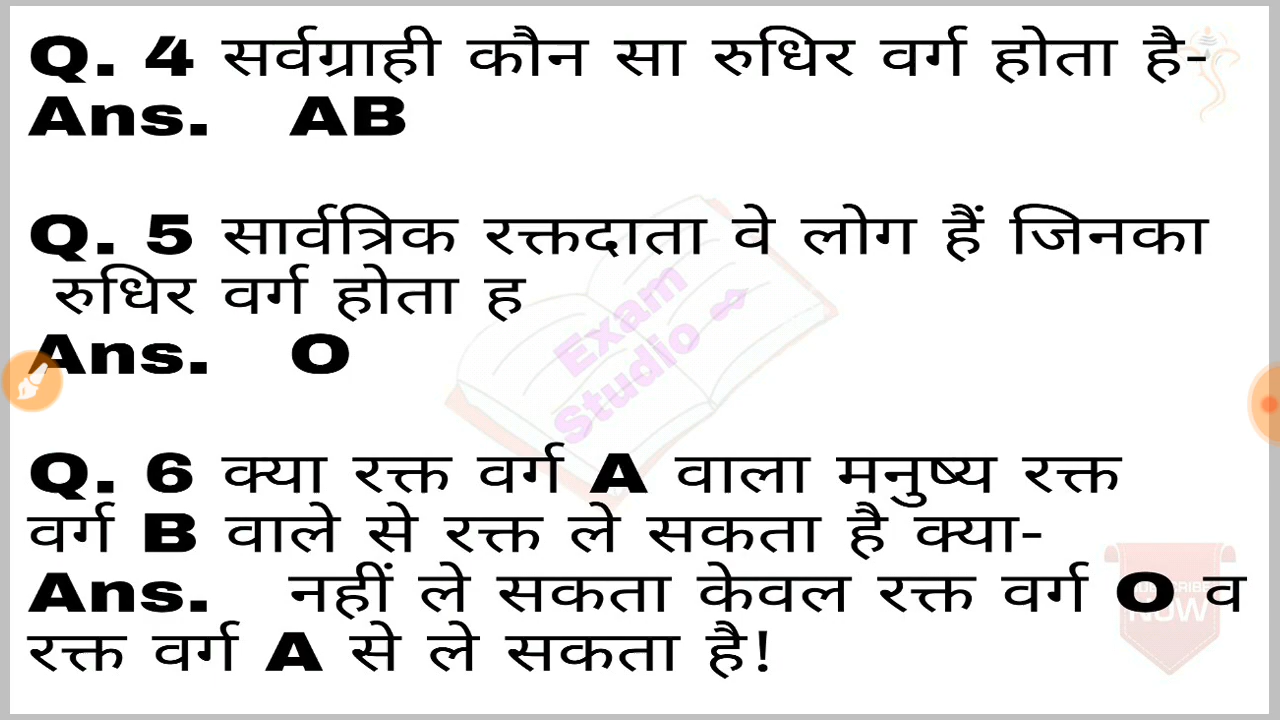 Q. 4 सर्वग्राही कौन सा रुधिर वर्ग होता है-
Ans. AB
Q. 5 सार्वत्रिक रक्तदाता वे लोग हैं जिनका
रुधिर वर्ग होता ह
Ans. O
Exam
Studio
Q. 6 क्या रक्त वर्ग A वाला मनुष्य रक्त
वर्ग B वाले से रक्त ले सकता है क्या-
Ans. नहीं ले सकता केवल रक्त वर्ग O व
रक्त वर्ग A से ले सकता है!
NOW